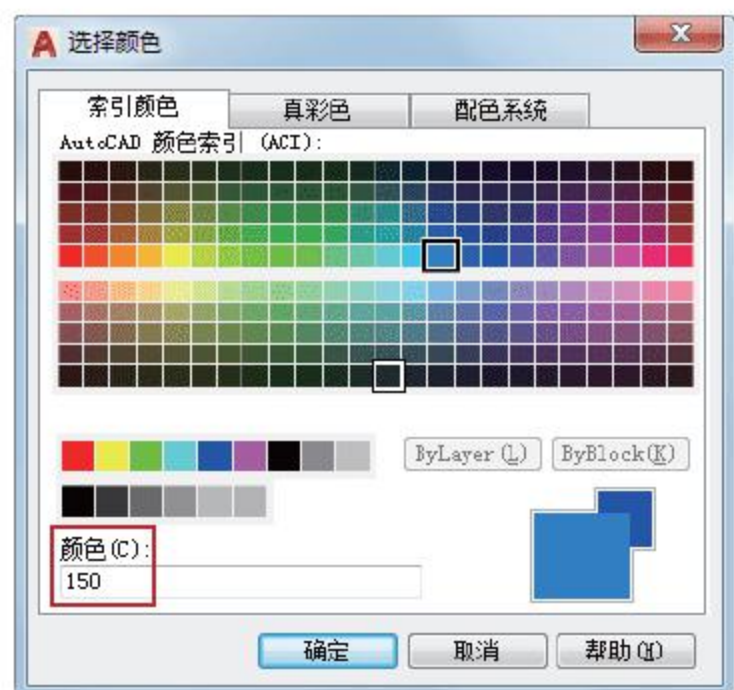 选择颜色
索引颜色 真彩色 配色系统
AutoCAD 颜色索引 (ACI):
ByLayer(L) ByBlock(K)
颜色(C):
150
确定 取消 帮助(H)